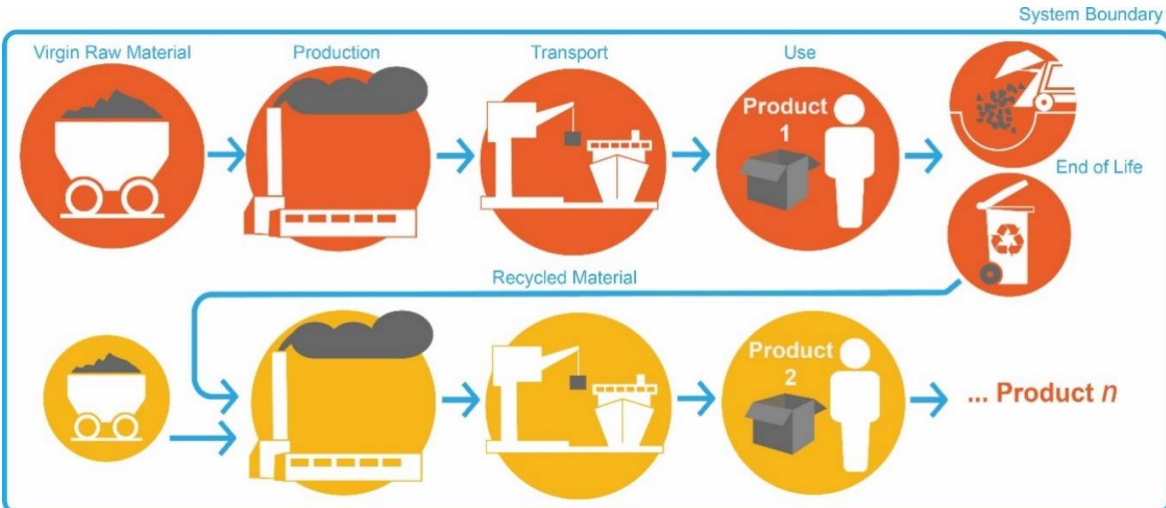 System Boundary
Virgin Raw Material
Production
Transport
Use
Product
1
End of Life
Recycled Material
Product
2
... Product n